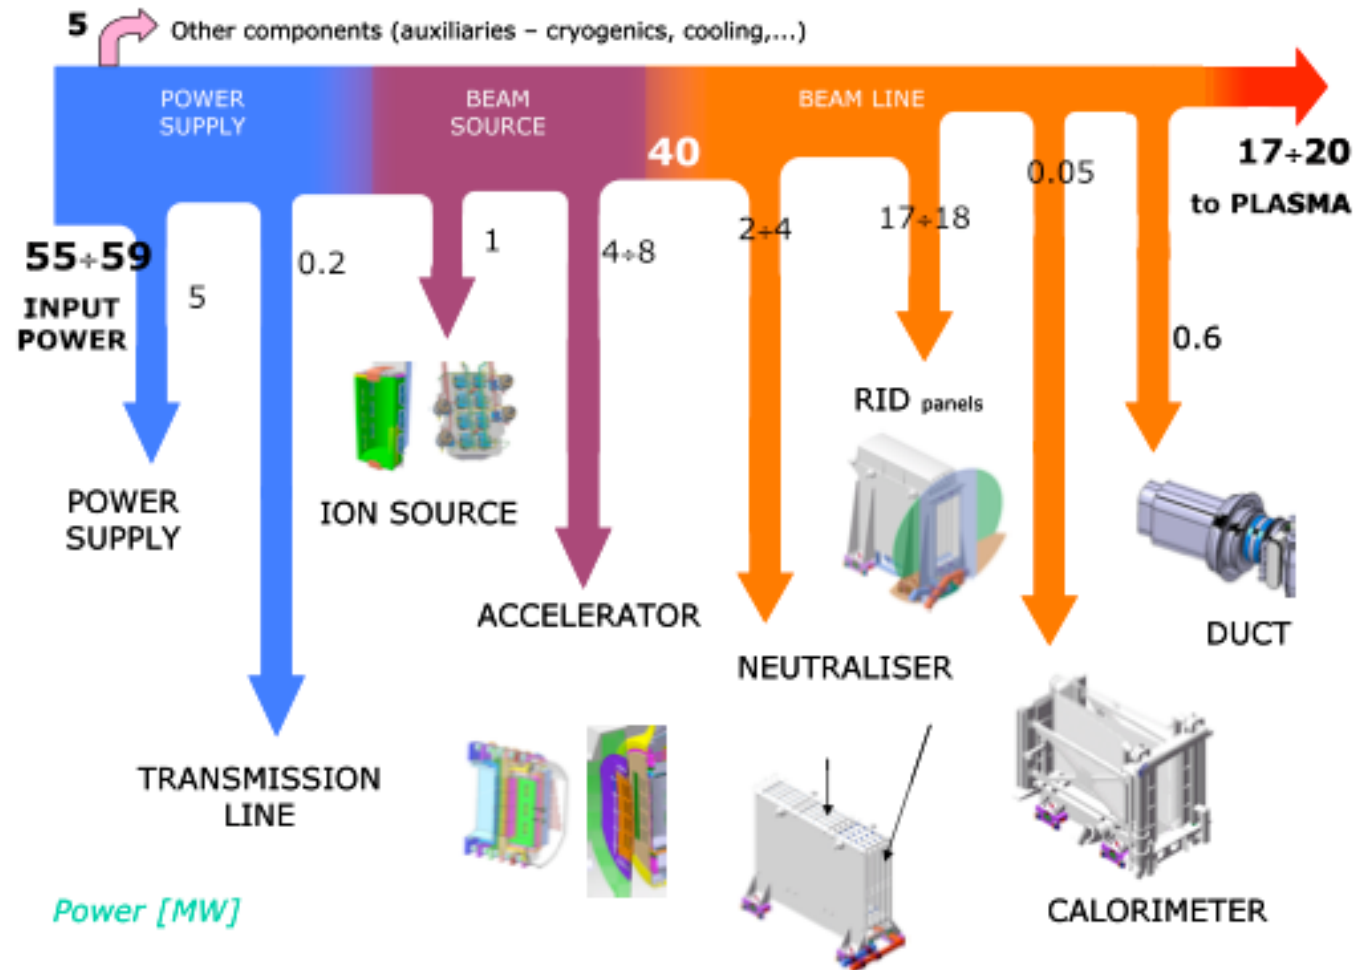 5 Other components (auxiliaries – cryogenics, cooling,...)
POWER
SUPPLY
BEAM
SOURCE
BEAM LINE
40
17÷20
to PLASMA
55÷59
INPUT
POWER
5
0.2
1
4÷8
2÷4
17÷18
0.05
0.6
RID panels
POWER
SUPPLY
ION SOURCE
ACCELERATOR
NEUTRALISER
DUCT
TRANSMISSION
LINE
CALORIMETER
Power [MW]